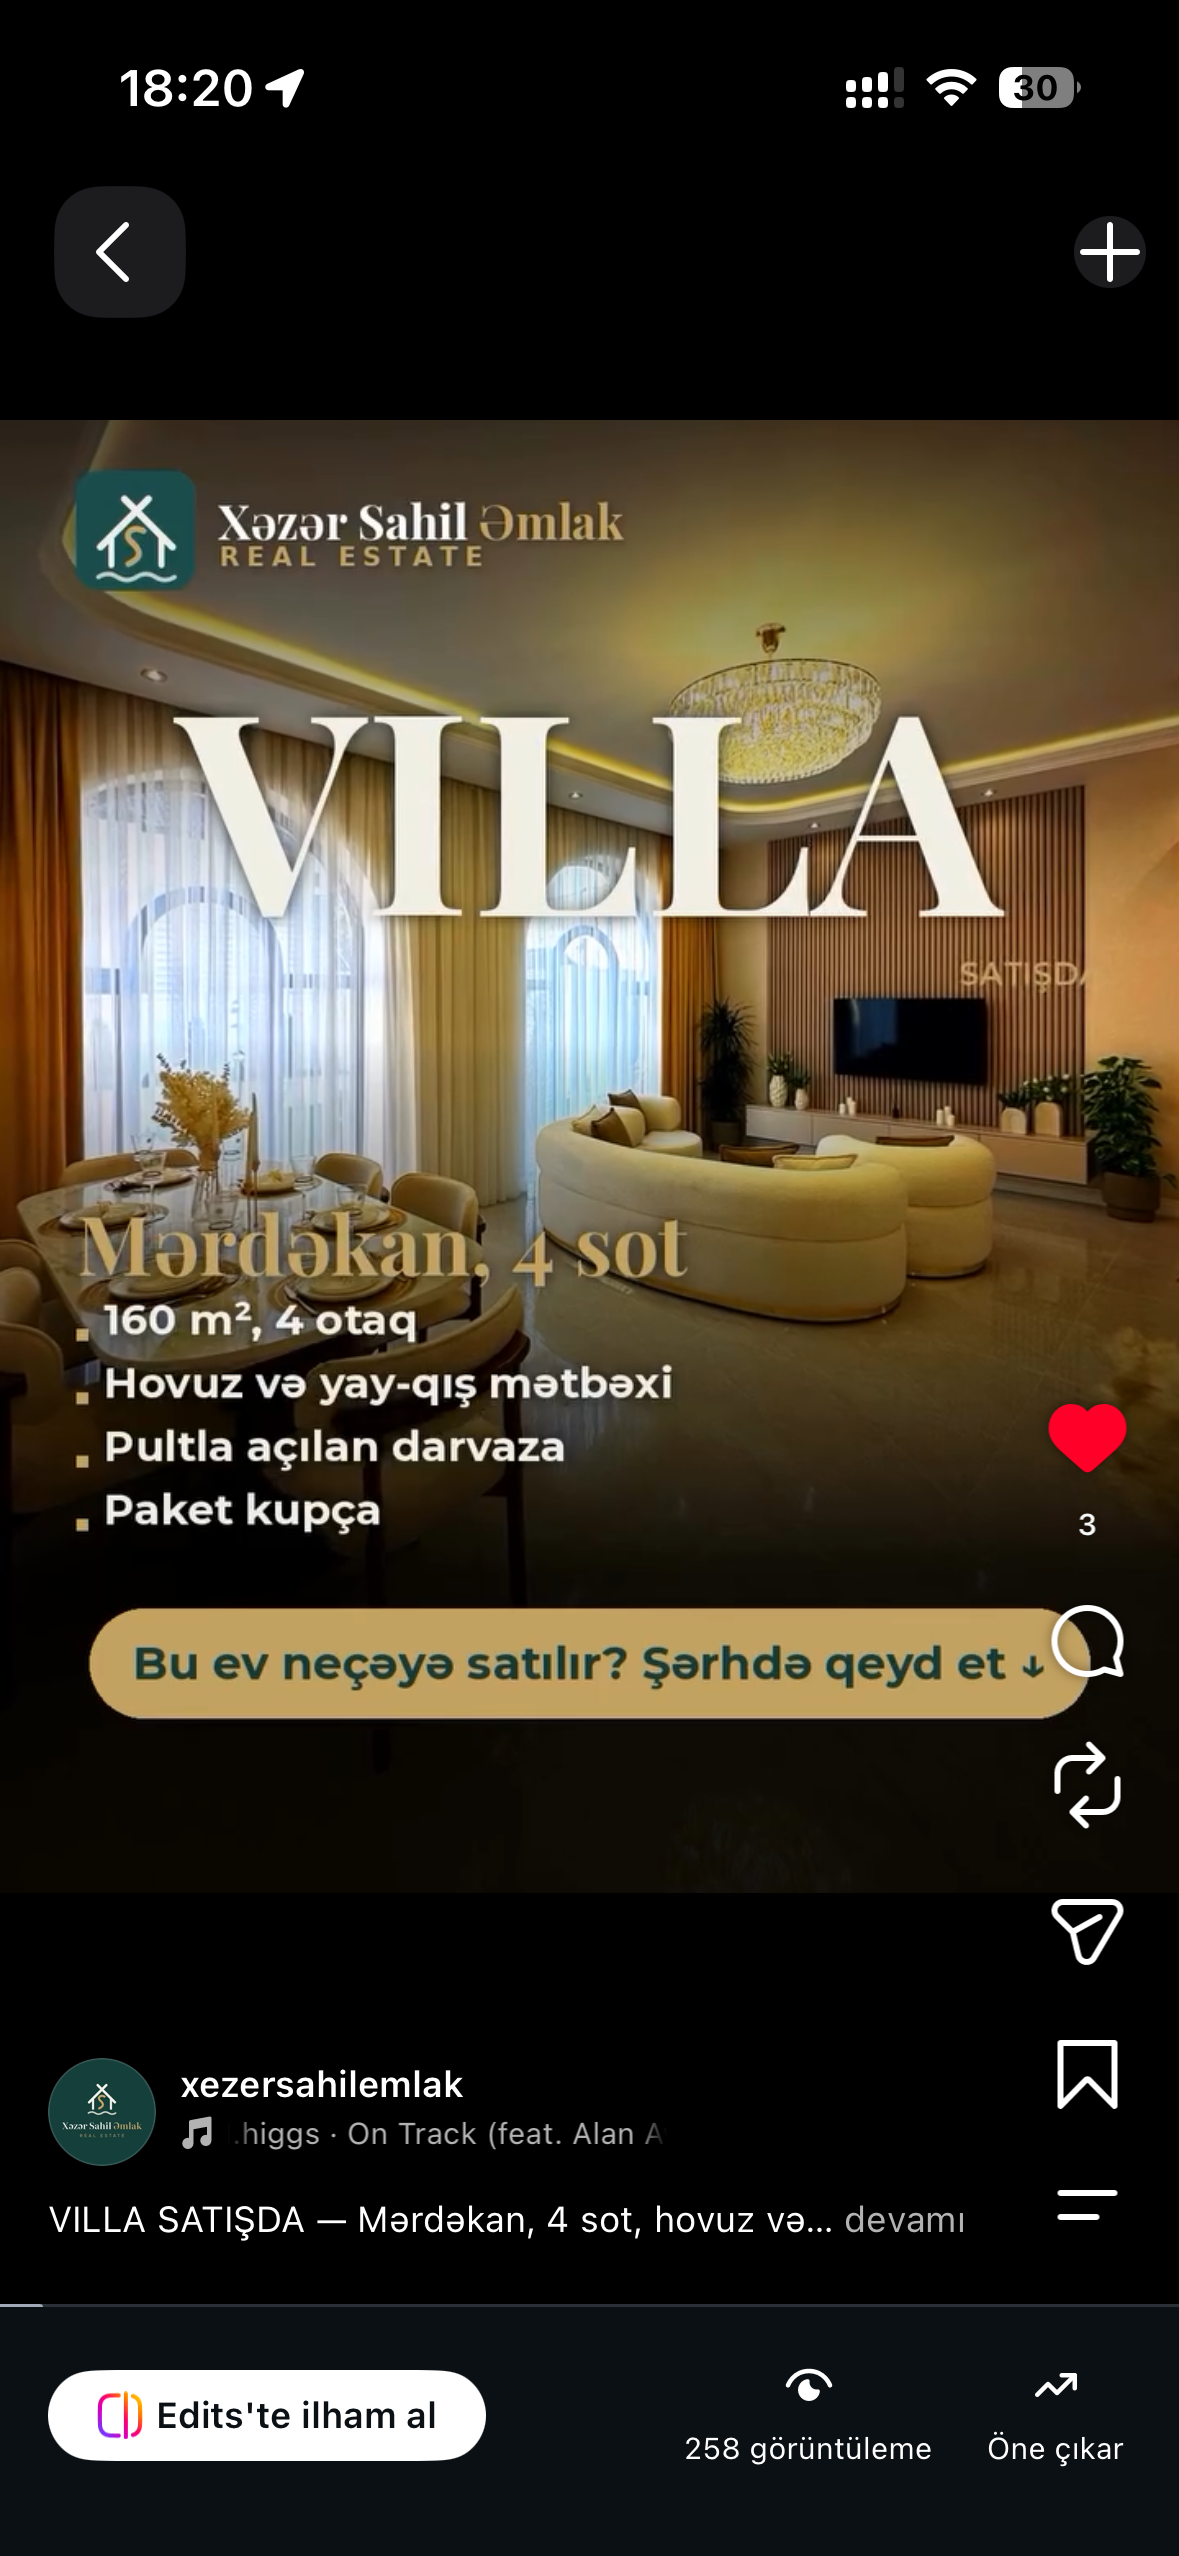 18:20
30
Xəzər Sahil Əmlak
REAL ESTATE
VILLA
Mərdəkan, 4 sot
160 m², 4 otaq
Hovuz və yay-qış mətbəxi
Pultla açılan darvaza
Paket kupça
3
Bu ev neçəyə satılır? Şərhdə qeyd et ↓
xezersahilemlak
.higgs · On Track (feat. Alan
VILLA SATIŞDA — Mərdəkan, 4 sot, hovuz və... devamı
Edits'te ilham al
258 görüntüleme
Öne çıkar